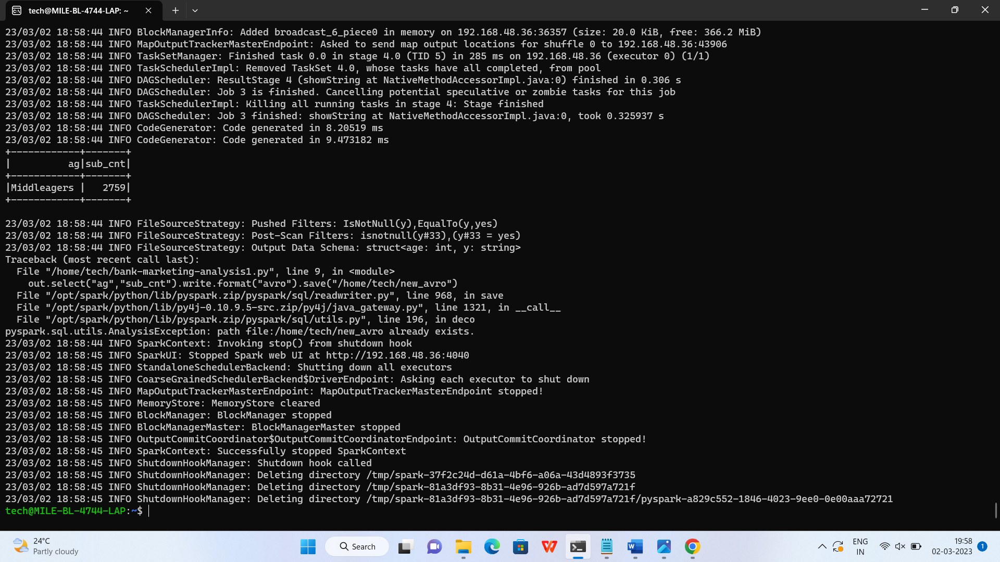 tech@MILE-BL-4744-LAP: ~
23/03/02 18:58:44 INFO BlockManagerInfo: Added broadcast_6_piece0 in memory on 192.168.48.36:36357 (size: 20.0 KiB, free: 366.2 MiB)
23/03/02 18:58:44 INFO MapOutputTrackerMasterEndpoint: Asked to send map output locations for shuffle 0 to 192.168.48.36:43906
23/03/02 18:58:44 INFO TaskSetManager: Finished task 0.0 in stage 4.0 (TID 5) in 285 ms on 192.168.48.36 (executor 0) (1/1)
23/03/02 18:58:44 INFO TaskSchedulerImpl: Removed TaskSet 4.0, whose tasks have all completed, from pool
23/03/02 18:58:44 INFO DAGScheduler: ResultStage 4 (showString at NativeMethodAccessorImpl.java:0) finished in 0.306 s
23/03/02 18:58:44 INFO DAGScheduler: Job 3 is finished. Cancelling potential speculative or zombie tasks for this job
23/03/02 18:58:44 INFO TaskSchedulerImpl: Killing all running tasks in stage 4: Stage finished
23/03/02 18:58:44 INFO DAGScheduler: Job 3 finished: showString at NativeMethodAccessorImpl.java:0, took 0.325937 s
23/03/02 18:58:44 INFO CodeGenerator: Code generated in 8.20519 ms
23/03/02 18:58:44 INFO CodeGenerator: Code generated in 9.473182 ms
+------------+-------+
|          ag|sub_cnt|
+------------+-------+
|Middleagers |   2759|
+------------+-------+
23/03/02 18:58:44 INFO FileSourceStrategy: Pushed Filters: IsNotNull(y),EqualTo(y,yes)
23/03/02 18:58:44 INFO FileSourceStrategy: Post-Scan Filters: isnotnull(y#33),(y#33 = yes)
23/03/02 18:58:44 INFO FileSourceStrategy: Output Data Schema: struct<age: int, y: string>
Traceback (most recent call last):
  File "/home/tech/bank-marketing-analysis1.py", line 9, in <module>
    out.select("ag","sub_cnt").write.format("avro").save("/home/tech/new_avro")
  File "/opt/spark/python/lib/pyspark.zip/pyspark/sql/readwriter.py", line 968, in save
  File "/opt/spark/python/lib/py4j-0.10.9.5-src.zip/py4j/java_gateway.py", line 1321, in __call__
  File "/opt/spark/python/lib/pyspark.zip/pyspark/sql/utils.py", line 196, in deco
pyspark.sql.utils.AnalysisException: path file:/home/tech/new_avro already exists.
23/03/02 18:58:44 INFO SparkContext: Invoking stop() from shutdown hook
23/03/02 18:58:45 INFO SparkUI: Stopped Spark web UI at http://192.168.48.36:4040
23/03/02 18:58:45 INFO StandaloneSchedulerBackend: Shutting down all executors
23/03/02 18:58:45 INFO CoarseGrainedSchedulerBackend$DriverEndpoint: Asking each executor to shut down
23/03/02 18:58:45 INFO MapOutputTrackerMasterEndpoint: MapOutputTrackerMasterEndpoint stopped!
23/03/02 18:58:45 INFO MemoryStore: MemoryStore cleared
23/03/02 18:58:45 INFO BlockManager: BlockManager stopped
23/03/02 18:58:45 INFO BlockManagerMaster: BlockManagerMaster stopped
23/03/02 18:58:45 INFO OutputCommitCoordinator$OutputCommitCoordinatorEndpoint: OutputCommitCoordinator stopped!
23/03/02 18:58:45 INFO SparkContext: Successfully stopped SparkContext
23/03/02 18:58:45 INFO ShutdownHookManager: Shutdown hook called
23/03/02 18:58:45 INFO ShutdownHookManager: Deleting directory /tmp/spark-37f2c24d-d61a-4bf6-a06a-43d4893f3735
23/03/02 18:58:45 INFO ShutdownHookManager: Deleting directory /tmp/spark-81a3df93-8b31-4e96-926b-ad7d597a721f
23/03/02 18:58:45 INFO ShutdownHookManager: Deleting directory /tmp/spark-81a3df93-8b31-4e96-926b-ad7d597a721f/pyspark-a829c552-1846-4023-9ee0-0e00aaa72721
tech@MILE-BL-4744-LAP:~$
24°C
Partly cloudy
Search
ENG
IN
19:58
02-03-2023
1